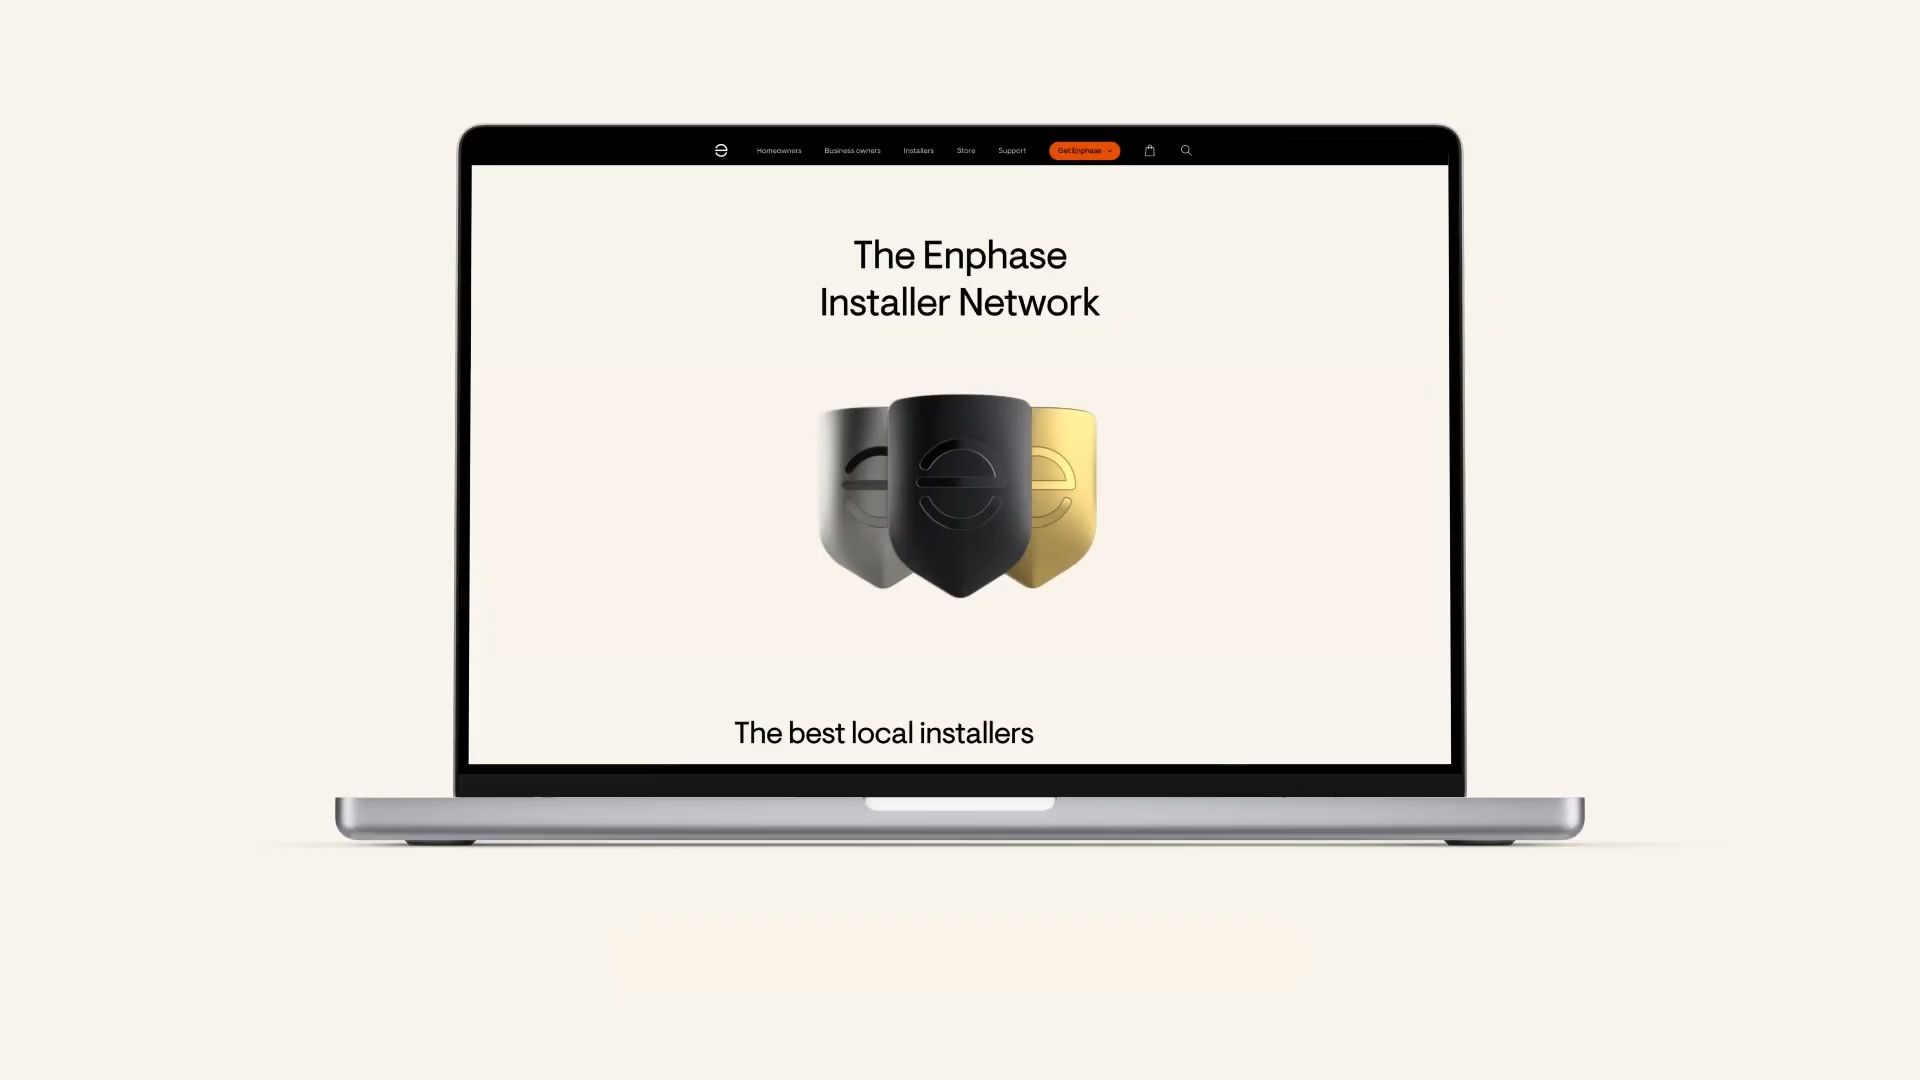 Homeowners Business owners Installers Store Support Get Enphase
The Enphase
Installer Network
The best local installers